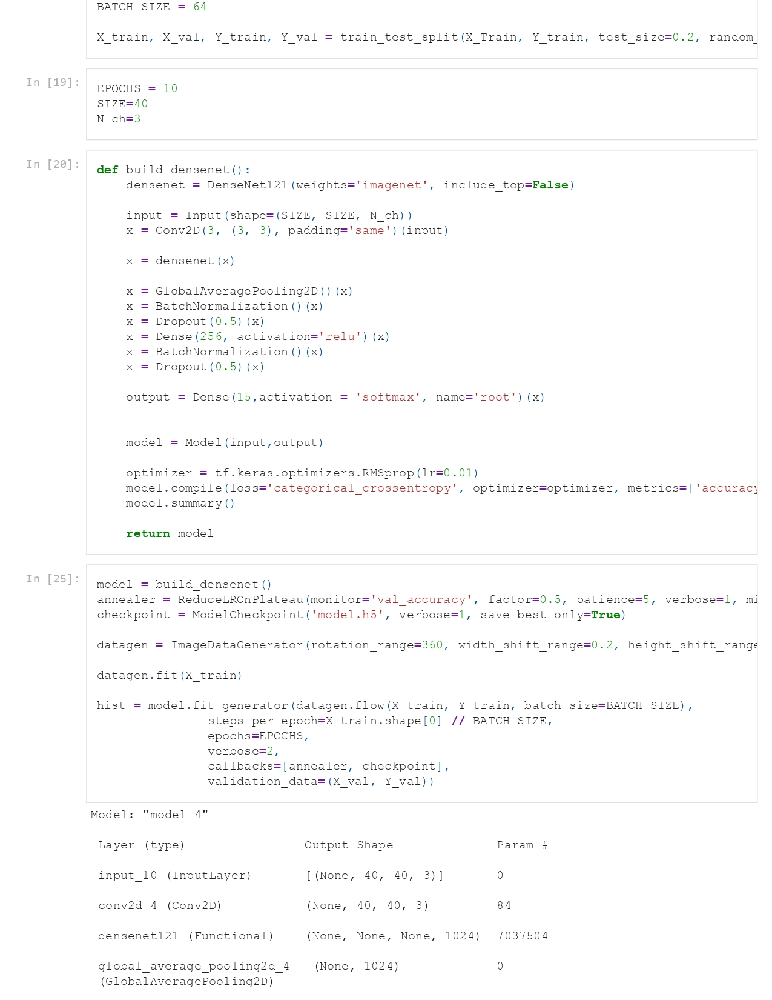 BATCH_SIZE = 64
X_train, X_val, Y_train, Y_val = train_test_split(X_Train, Y_train, test_size=0.2, random_
In [19]:
EPOCHS = 10
SIZE=40
N_ch=3
In [20]:
def build_densenet():
    densenet = DenseNet121(weights='imagenet', include_top=False)
    input = Input(shape=(SIZE, SIZE, N_ch))
    x = Conv2D(3, (3, 3), padding='same')(input)
    x = densenet(x)
    x = GlobalAveragePooling2D()(x)
    x = BatchNormalization()(x)
    x = Dropout(0.5)(x)
    x = Dense(256, activation='relu')(x)
    x = BatchNormalization()(x)
    x = Dropout(0.5)(x)
    output = Dense(15,activation = 'softmax', name='root')(x)
    model = Model(input,output)
    optimizer = tf.keras.optimizers.RMSprop(lr=0.01)
    model.compile(loss='categorical_crossentropy', optimizer=optimizer, metrics=['accuracy
    model.summary()
    return model
In [25]:
model = build_densenet()
annealer = ReduceLROnPlateau(monitor='val_accuracy', factor=0.5, patience=5, verbose=1, mi
checkpoint = ModelCheckpoint('model.h5', verbose=1, save_best_only=True)
datagen = ImageDataGenerator(rotation_range=360, width_shift_range=0.2, height_shift_range
datagen.fit(X_train)
hist = model.fit_generator(datagen.flow(X_train, Y_train, batch_size=BATCH_SIZE),
               steps_per_epoch=X_train.shape[0] // BATCH_SIZE,
               epochs=EPOCHS,
               verbose=2,
               callbacks=[annealer, checkpoint],
               validation_data=(X_val, Y_val))
Model: "model_4"
_________________________________________________________________
 Layer (type)                Output Shape              Param #
=================================================================
 input_10 (InputLayer)       [(None, 40, 40, 3)]       0
 conv2d_4 (Conv2D)           (None, 40, 40, 3)         84
 densenet121 (Functional)    (None, None, None, 1024)  7037504
 global_average_pooling2d_4   (None, 1024)             0
 (GlobalAveragePooling2D)